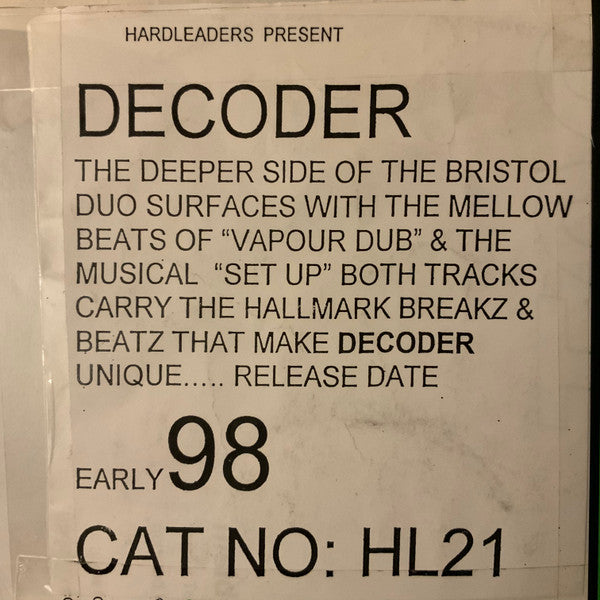 HARDLEADERS PRESENT
DECODER
THE DEEPER SIDE OF THE BRISTOL
DUO SURFACES WITH THE MELLOW
BEATS OF “VAPOUR DUB” & THE
MUSICAL “SET UP” BOTH TRACKS
CARRY THE HALLMARK BREAKZ &
BEATZ THAT MAKE DECODER
UNIQUE..... RELEASE DATE
EARLY 98
CAT NO: HL21